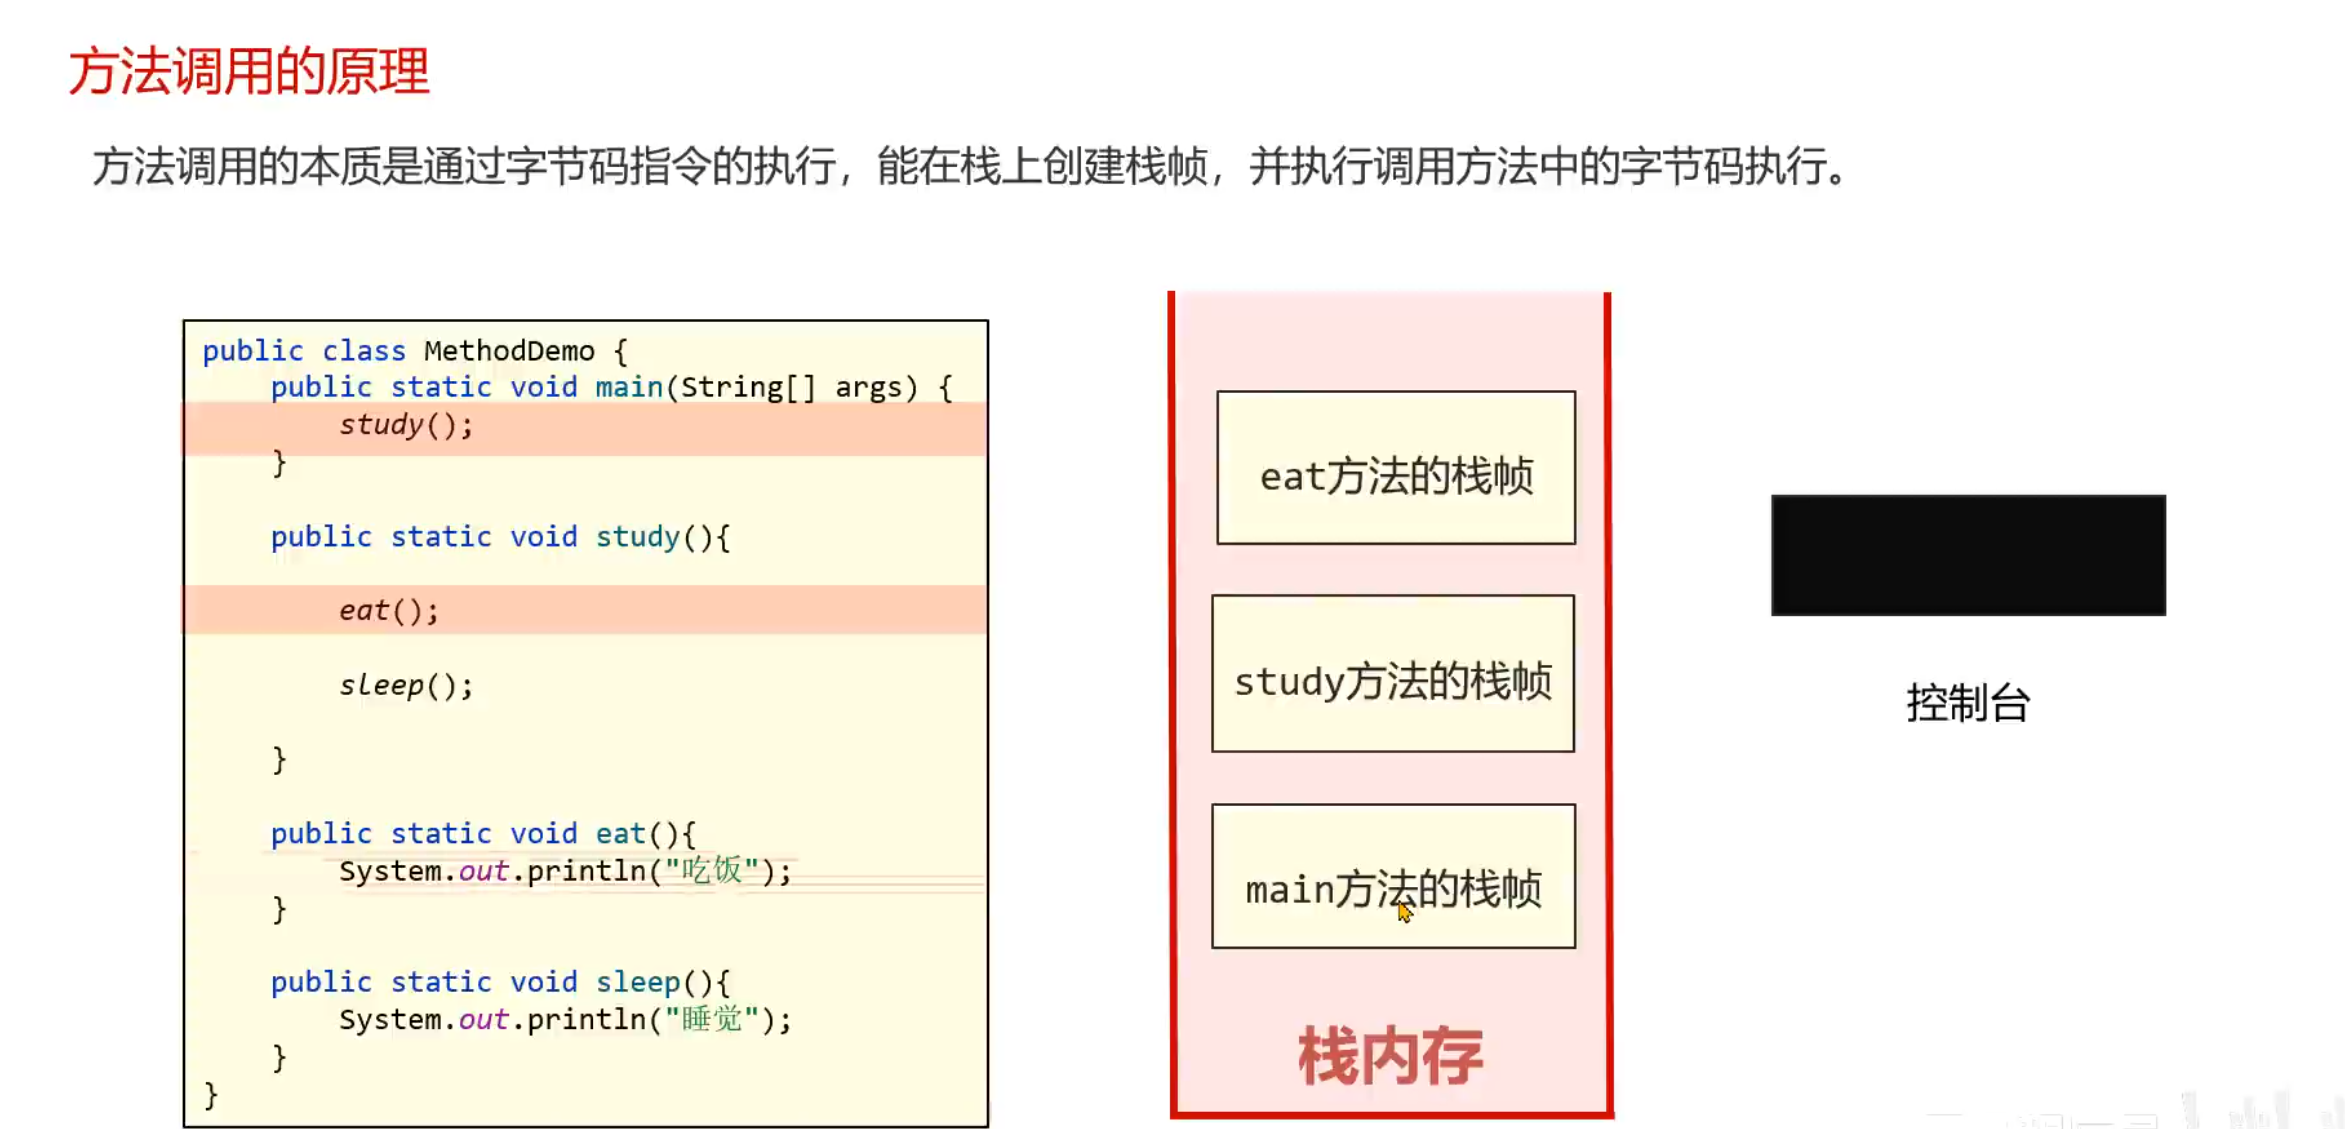 方法调用的原理
方法调用的本质是通过字节码指令的执行，能在栈上创建栈帧，并执行调用方法中的字节码执行。
public class MethodDemo {
    public static void main(String[] args) {
        study();
    }
    public static void study(){
        eat();
        sleep();
    }
    public static void eat(){
        System.out.println("吃饭");
    }
    public static void sleep(){
        System.out.println("睡觉");
    }
}
eat方法的栈帧
study方法的栈帧
main方法的栈帧
栈内存
控制台